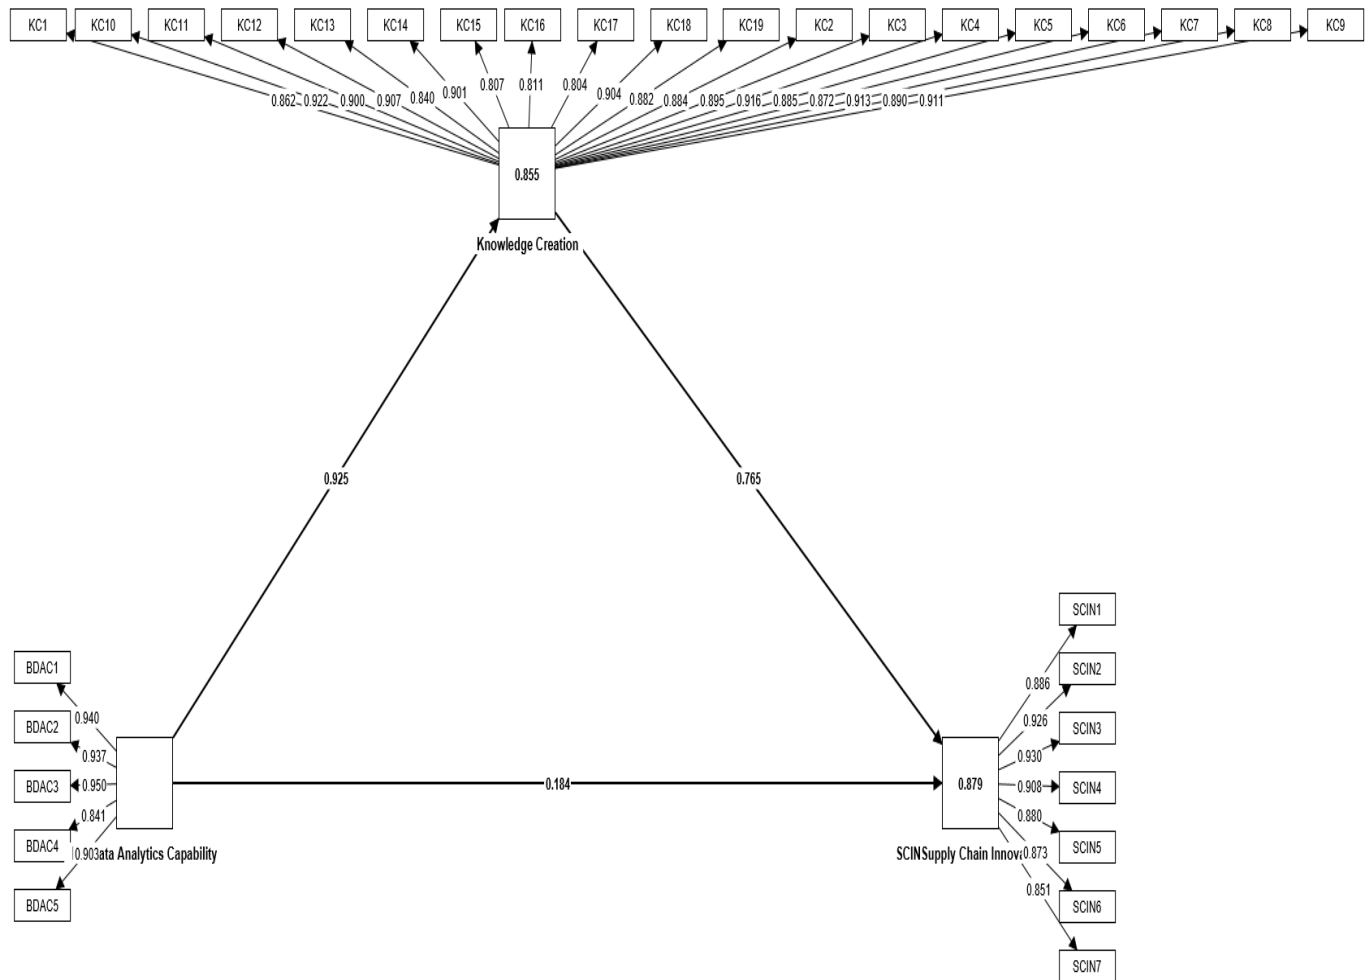 KC1 KC10 KC11 KC12 KC13 KC14 KC15 KC16 KC17 KC18 KC19 KC2 KC3 KC4 KC5 KC6 KC7 KC8 KC9
0.862 0.922 0.900 0.907 0.840 0.901 0.807 0.811 0.804 0.904 0.882 0.884 0.895 0.916 0.885 0.872 0.913 0.890 0.911
0.855
Knowledge Creation
0.925
0.765
BDAC1
0.940
BDAC2
0.937
BDAC3
0.950
0.841
BDAC4
0.903
BDAC5
Analytics Capability
0.184
0.879
SCIN Supply Chain
SCIN1
0.886
SCIN2
0.926
SCIN3
0.930
SCIN4
0.908
0.880
SCIN5
0.873
0.851
SCIN6
SCIN7